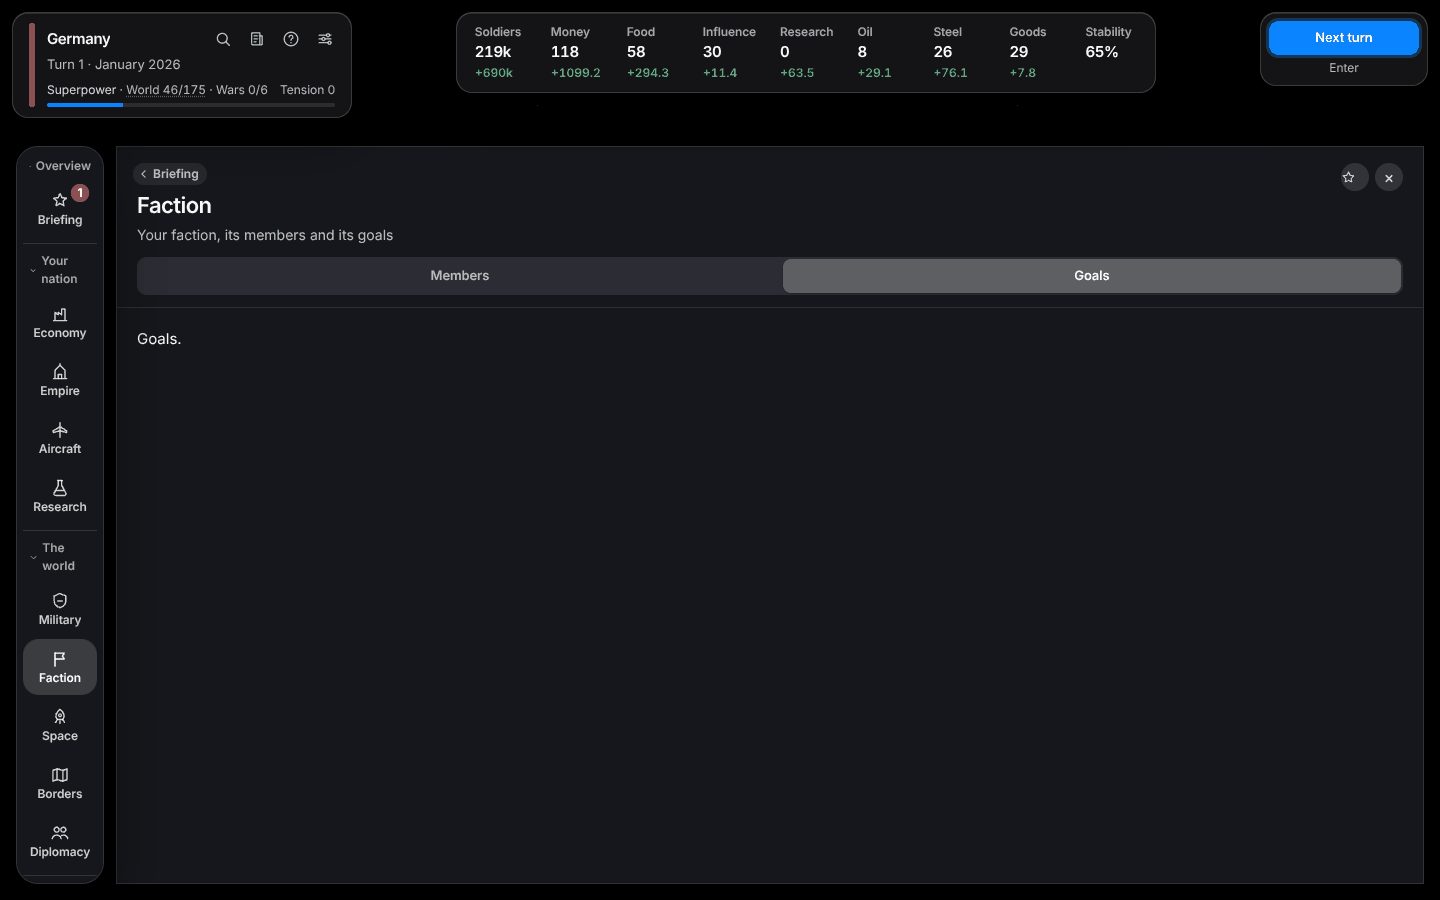 Germany
Turn 1 · January 2026
Superpower · World 46/175 · Wars 0/6 Tension 0
Soldiers Money Food Influence Research Oil Steel Goods Stability
219k 118 58 30 0 8 26 29 65%
+690k +1099.2 +294.3 +11.4 +63.5 +29.1 +76.1 +7.8
Next turn
Enter
Overview
1
Briefing
Your
nation
Economy
Empire
Aircraft
Research
The
world
Military
Faction
Space
Borders
Diplomacy
Briefing
Faction
Your faction, its members and its goals
Members Goals
Goals.